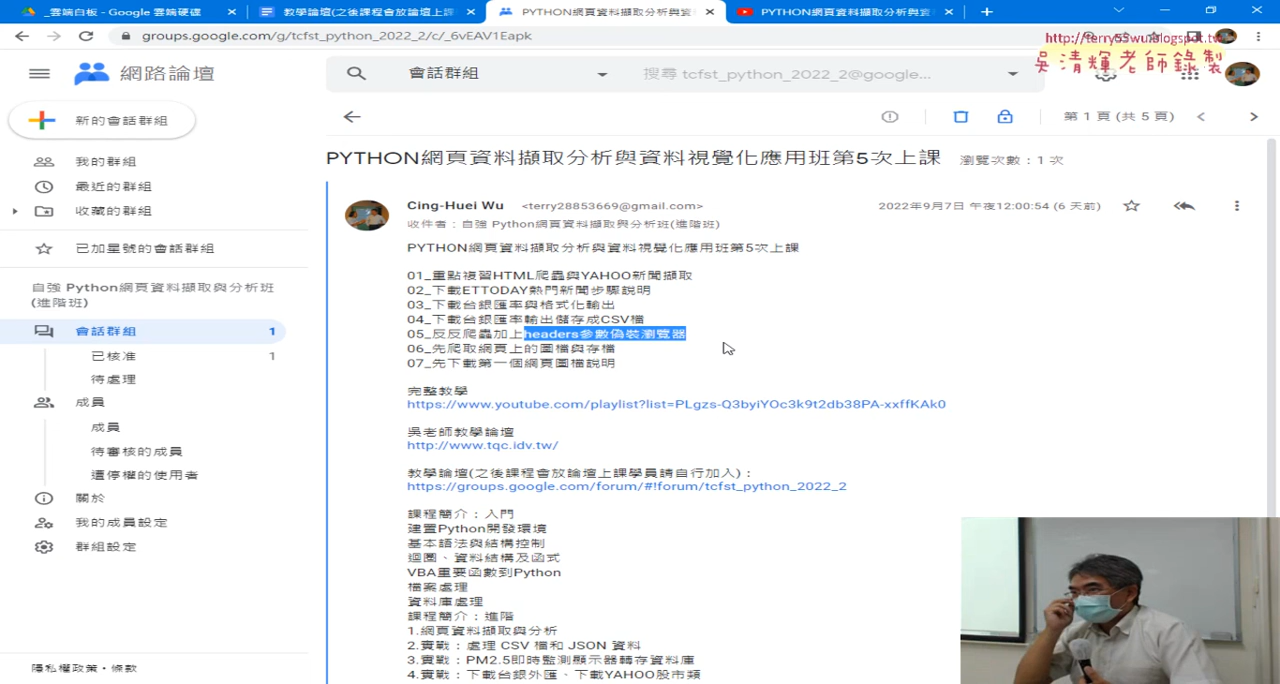 _雲端白板 - Google 雲端硬碟
教學論壇(之後課程會放論壇上課
PYTHON網頁資料擷取分析與資
PYTHON網頁資料擷取分析與資
groups.google.com/g/tcfst_python_2022_2/c/_6vEAV1Eapk
http://terry55wu.blogspot.tw
吳清輝老師錄製
網路論壇
會話群組
搜尋 tcfst_python_2022_2@google...
新的會話群組
第 1 頁 (共 5 頁)
我的群組
最近的群組
收藏的群組
已加星號的會話群組
自強 Python網頁資料擷取與分析班
(進階班)
會話群組
1
已核准
1
待處理
成員
成員
待審核的成員
遭停權的使用者
關於
我的成員設定
群組設定
隱私權政策 • 條款
PYTHON網頁資料擷取分析與資料視覺化應用班第5次上課
瀏覽次數：1 次
Cing-Huei Wu <terry28853669@gmail.com>
2022年9月7日 午夜12:00:54 (6 天前)
收件者：自強 Python網頁資料擷取與分析班(進階班)
PYTHON網頁資料擷取分析與資料視覺化應用班第5次上課
01_重點複習HTML爬蟲與YAHOO新聞擷取
02_下載ETTODAY熱門新聞步驟說明
03_下載台銀匯率與格式化輸出
04_下載台銀匯率輸出儲存成CSV檔
05_反反爬蟲加上headers參數偽裝瀏覽器
06_先爬取網頁上的圖檔與存檔
07_先下載第一個網頁圖檔說明
完整教學
https://www.youtube.com/playlist?list=PLgzs-Q3byiYOc3k9t2db38PA-xxffKAk0
吳老師教學論壇
http://www.tqc.idv.tw/
教學論壇(之後課程會放論壇上課學員請自行加入)：
https://groups.google.com/forum/#!forum/tcfst_python_2022_2
課程簡介：入門
建置Python開發環境
基本語法與結構控制
迴圈、資料結構及函式
VBA重要函數到Python
檔案處理
資料庫處理
課程簡介：進階
1.網頁資料擷取與分析
2.實戰：處理 CSV 檔和 JSON 資料
3.實戰：PM2.5即時監測顯示器轉存資料庫
4.實戰：下載台銀外匯、下載YAHOO股市類